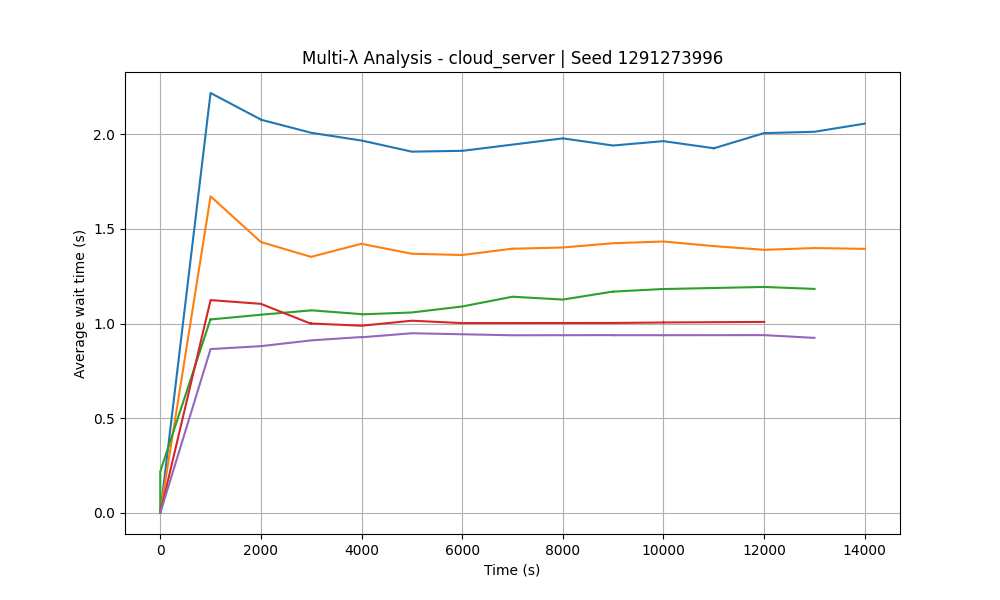 Multi-λ Analysis - cloud_server | Seed 1291273996
Average wait time (s)
2.0
1.5
1.0
0.5
0.0
0 2000 4000 6000 8000 10000 12000 14000
Time (s)